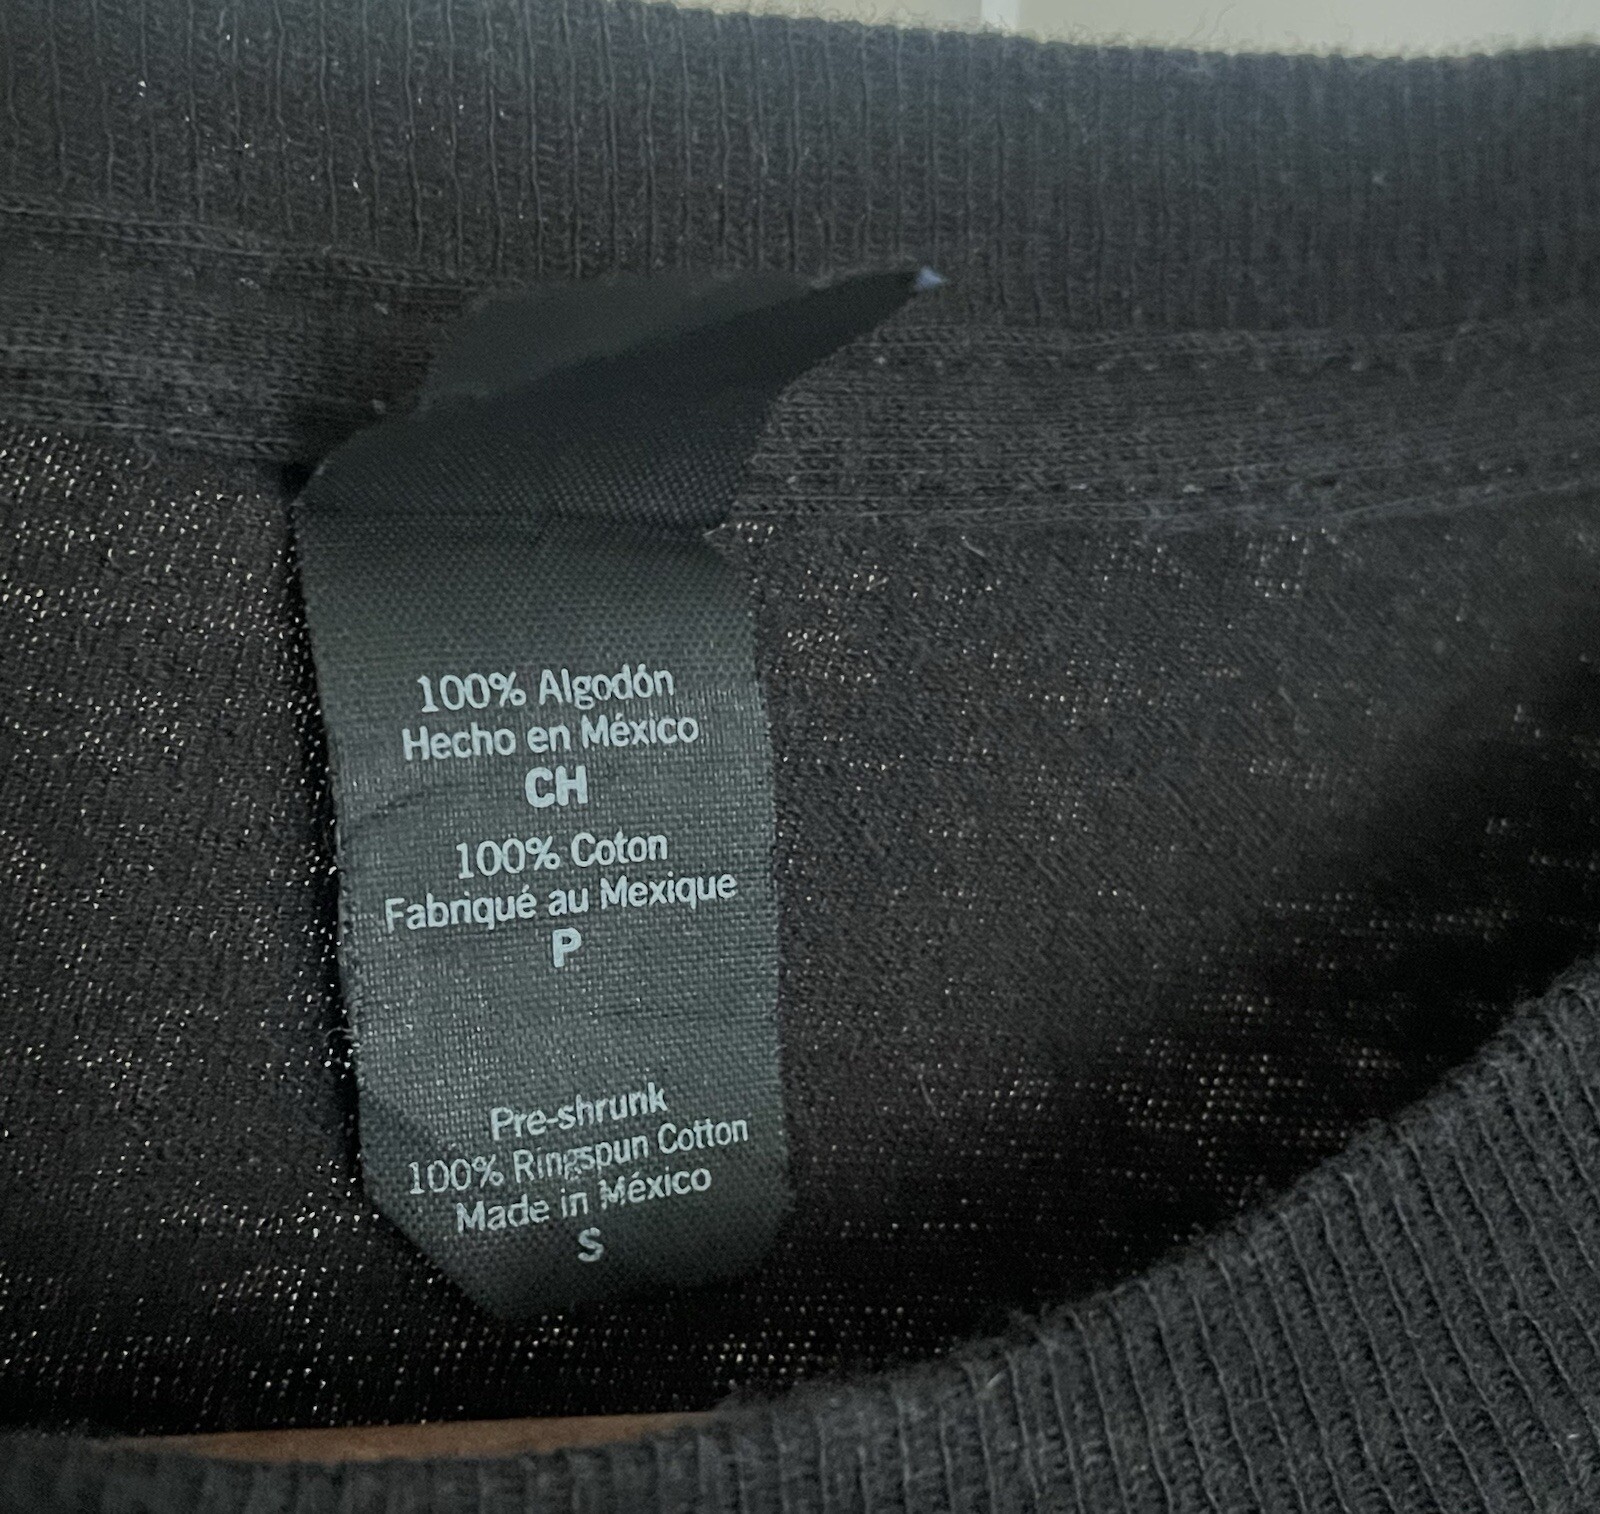 100% Algodón
Hecho en México
CH
100% Coton
Fabriqué au Mexique
P
Pre-shrunk
100% Ringspun Cotton
Made in México
S